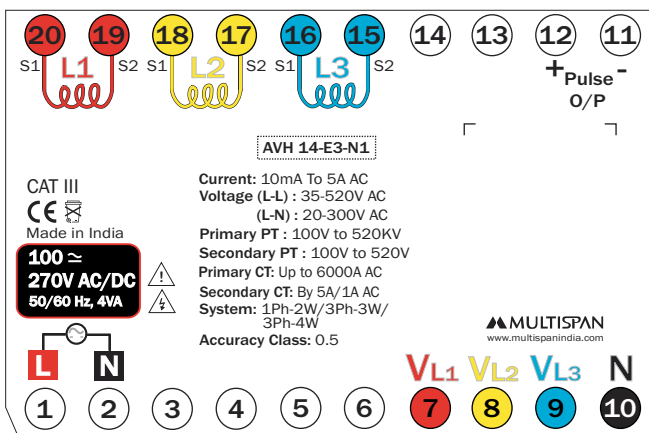 20 19 18 17 16 15 14 13 12 11
S1 L1 S2 S1 L2 S2 S1 L3 S2
+ Pulse -
O/P
AVH 14-E3-N1
Current: 10mA To 5A AC
Voltage (L-L) : 35-520V AC
(L-N) : 20-300V AC
Primary PT : 100V to 520KV
Secondary PT : 100V to 520V
Primary CT: Up to 6000A AC
Secondary CT: By 5A/1A AC
System: 1Ph-2W/3Ph-3W/
3Ph-4W
Accuracy Class: 0.5
CAT III
CE
Made in India
100 ≃
270V AC/DC
50/60 Hz, 4VA
MULTISPAN
www.multispanindia.com
L N
VL1 VL2 VL3 N
1 2 3 4 5 6 7 8 9 10